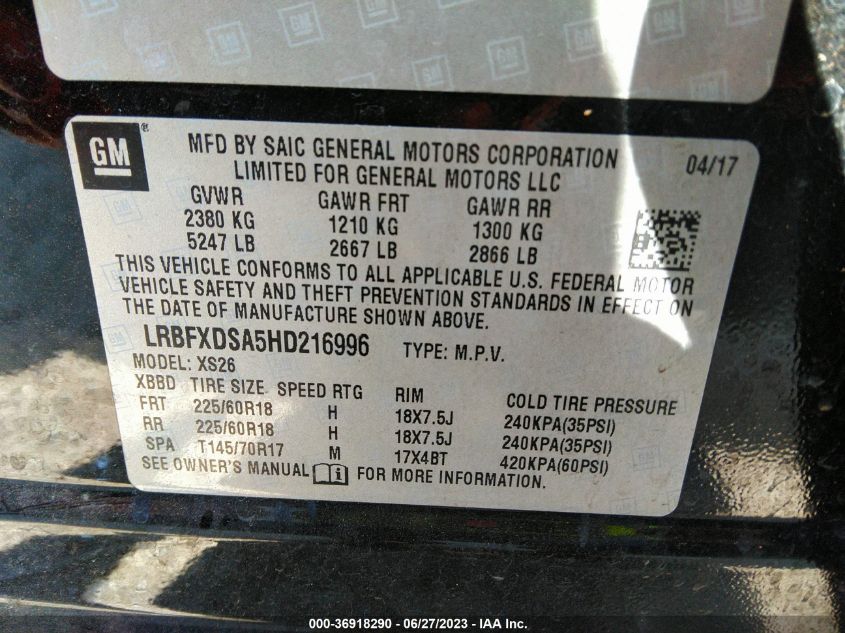 GM
®
MFD BY SAIC GENERAL MOTORS CORPORATION
LIMITED FOR GENERAL MOTORS LLC
04/17
GVWR GAWR FRT GAWR RR
2380 KG 1210 KG 1300 KG
5247 LB 2667 LB 2866 LB
THIS VEHICLE CONFORMS TO ALL APPLICABLE U.S. FEDERAL MOTOR
VEHICLE SAFETY AND THEFT PREVENTION STANDARDS IN EFFECT ON
THE DATE OF MANUFACTURE SHOWN ABOVE.
LRBFXDSA5HD216996 TYPE: M.P.V.
MODEL: XS26
XBBD TIRE SIZE SPEED RTG RIM COLD TIRE PRESSURE
FRT 225/60R18 H 18X7.5J 240KPA(35PSI)
RR 225/60R18 H 18X7.5J 240KPA(35PSI)
SPA T145/70R17 M 17X4BT 420KPA(60PSI)
SEE OWNER'S MANUAL FOR MORE INFORMATION.
000-36918290 - 06/27/2023 - IAA Inc.